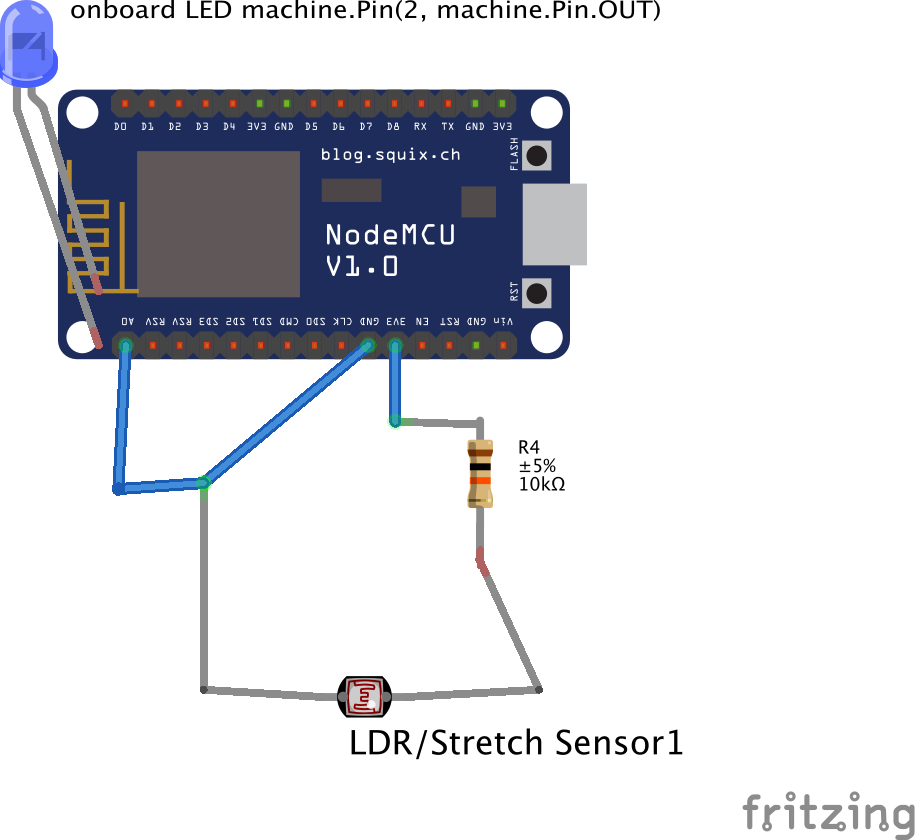 onboard LED machine.Pin(2, machine.Pin.OUT)
D0 D1 D2 D3 D4 3V3 GND D5 D6 D7 D8 RX TX GND 3V3
FLASH
blog.squix.ch
NodeMCU
V1.0
RST
A0 RSV RSV SD3 SD2 SD1 CMD SD0 CLK GND 3V3 EN RST GND Vin
R4
±5%
10kΩ
LDR/Stretch Sensor1
fritzing